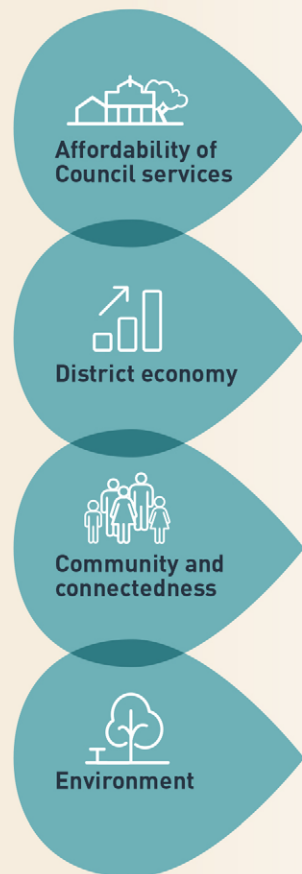 Affordability of
Council services
District economy
Community and
connectedness
Environment